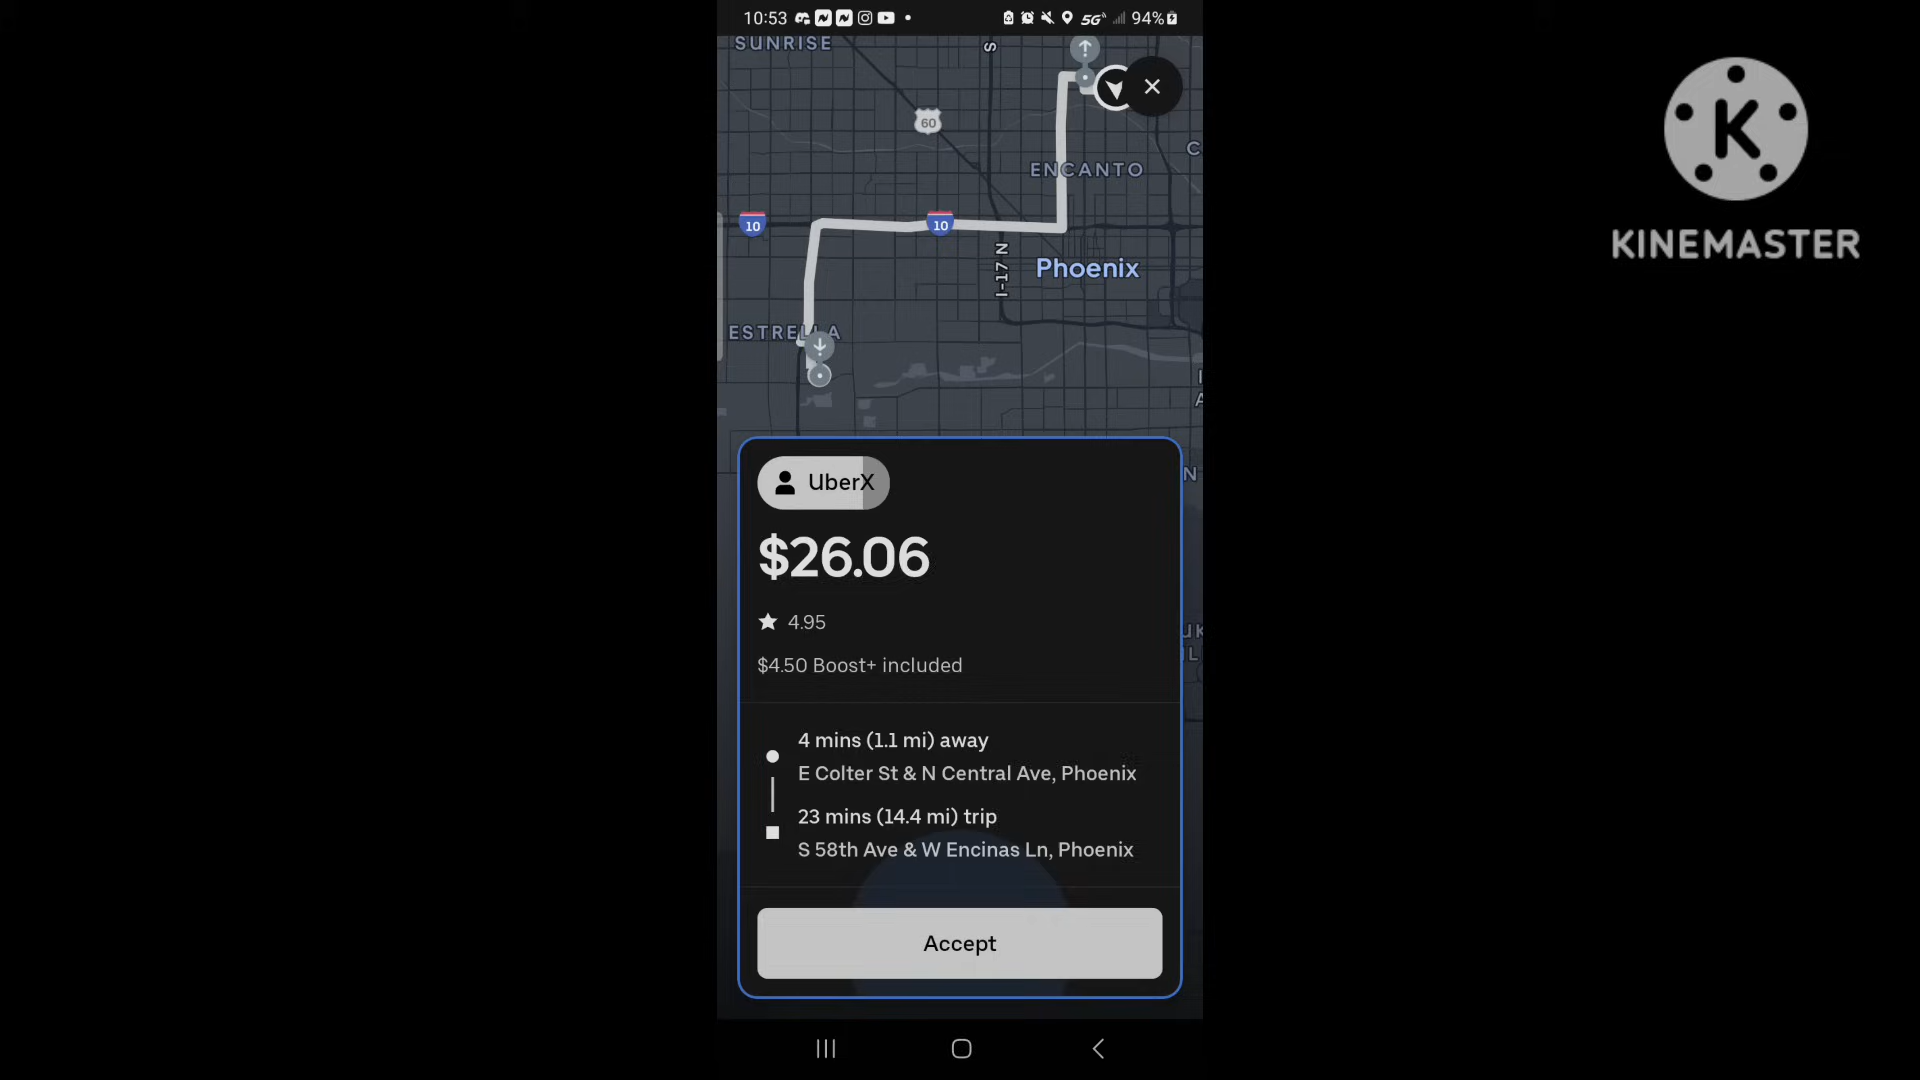 10:53
5G
94%
SUNRISE
S
60
ENCANTO
C
10
10
I-17 N
Phoenix
ESTRELLA
N
UberX
$26.06
4.95
$4.50 Boost+ included
4 mins (1.1 mi) away
E Colter St & N Central Ave, Phoenix
23 mins (14.4 mi) trip
S 58th Ave & W Encinas Ln, Phoenix
Accept
K
KINEMASTER